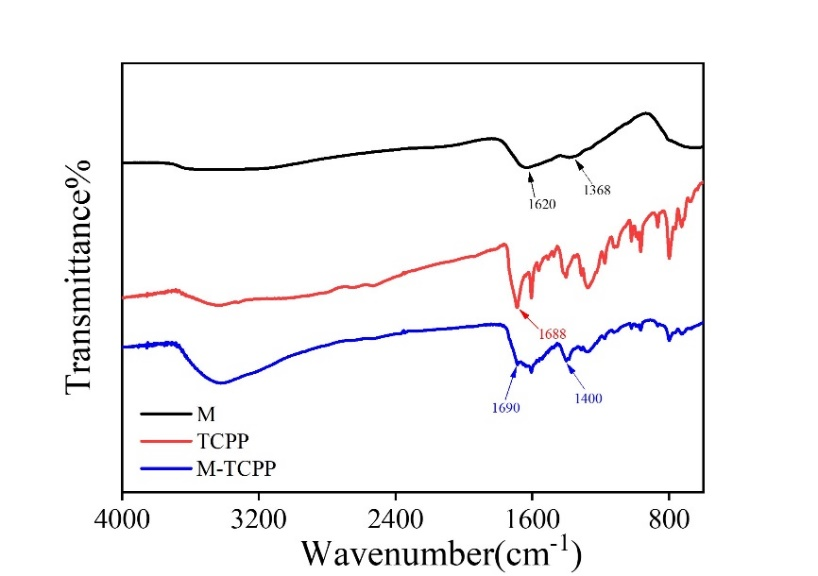 Transmittance%
1620
1368
1688
1690
1400
M
TCPP
M-TCPP
4000 3200 2400 1600 800
Wavenumber(cm⁻¹)